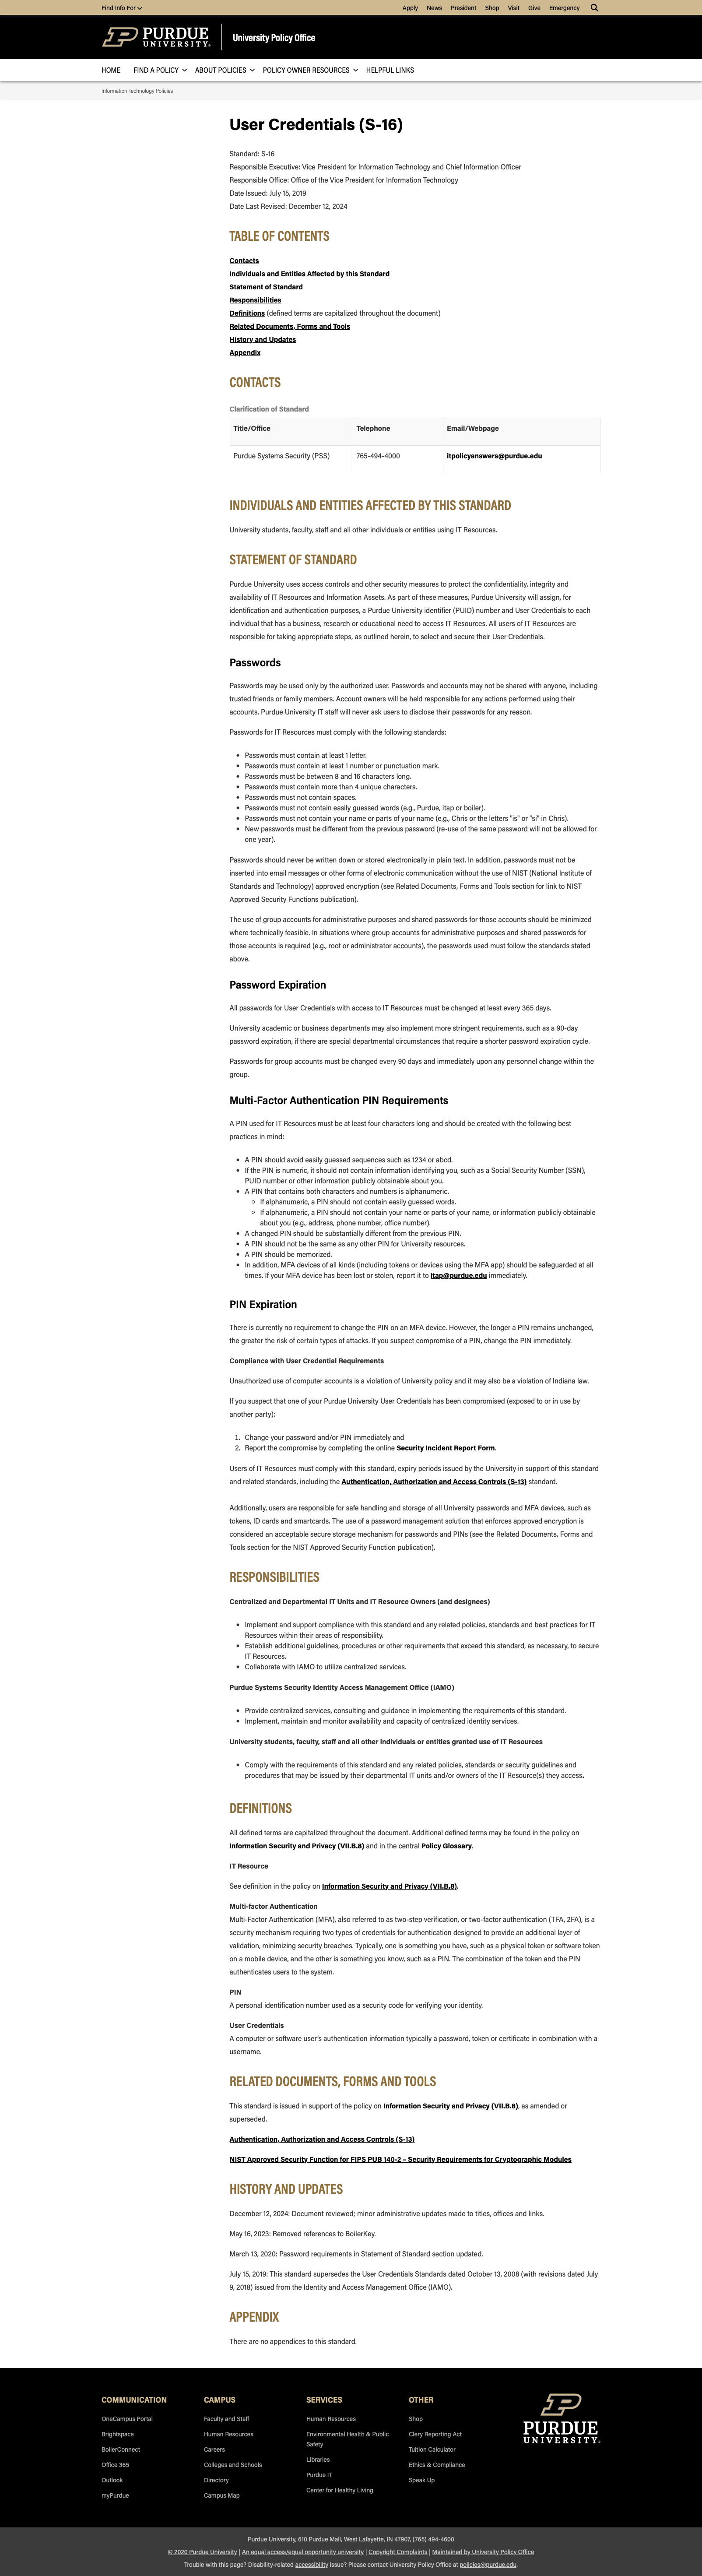 Find Info For
Apply News President Shop Visit Give Emergency
PURDUE UNIVERSITY®
University Policy Office
HOME FIND A POLICY ABOUT POLICIES POLICY OWNER RESOURCES HELPFUL LINKS
Information Technology Policies
User Credentials (S-16)
Standard: S-16
Responsible Executive: Vice President for Information Technology and Chief Information Officer
Responsible Office: Office of the Vice President for Information Technology
Date Issued: July 15, 2019
Date Last Revised: December 12, 2024
TABLE OF CONTENTS
Contacts
Individuals and Entities Affected by this Standard
Statement of Standard
Responsibilities
Definitions (defined terms are capitalized throughout the document)
Related Documents, Forms and Tools
History and Updates
Appendix
CONTACTS
Clarification of Standard
Title/Office Telephone Email/Webpage
Purdue Systems Security (PSS) 765-494-4000 itpolicyanswers@purdue.edu
INDIVIDUALS AND ENTITIES AFFECTED BY THIS STANDARD
University students, faculty, staff and all other individuals or entities using IT Resources.
STATEMENT OF STANDARD
Purdue University uses access controls and other security measures to protect the confidentiality, integrity and
availability of IT Resources and Information Assets. As part of these measures, Purdue University will assign, for
identification and authentication purposes, a Purdue University identifier (PUID) number and User Credentials to each
individual that has a business, research or educational need to access IT Resources. All users of IT Resources are
responsible for taking appropriate steps, as outlined herein, to select and secure their User Credentials.
Passwords
Passwords may be used only by the authorized user. Passwords and accounts may not be shared with anyone, including
trusted friends or family members. Account owners will be held responsible for any actions performed using their
accounts. Purdue University IT staff will never ask users to disclose their passwords for any reason.
Passwords for IT Resources must comply with the following standards:
• Passwords must contain at least 1 letter.
• Passwords must contain at least 1 number or punctuation mark.
• Passwords must be between 8 and 16 characters long.
• Passwords must contain more than 4 unique characters.
• Passwords must not contain spaces.
• Passwords must not contain easily guessed words (e.g., Purdue, itap or boiler).
• Passwords must not contain your name or parts of your name (e.g., Chris or the letters "is" or "si" in Chris).
• New passwords must be different from the previous password (re-use of the same password will not be allowed for
one year).
Passwords should never be written down or stored electronically in plain text. In addition, passwords must not be
inserted into email messages or other forms of electronic communication without the use of NIST (National Institute of
Standards and Technology) approved encryption (see Related Documents, Forms and Tools section for link to NIST
Approved Security Functions publication).
The use of group accounts for administrative purposes and shared passwords for those accounts should be minimized
where technically feasible. In situations where group accounts for administrative purposes and shared passwords for
those accounts is required (e.g., root or administrator accounts), the passwords used must follow the standards stated
above.
Password Expiration
All passwords for User Credentials with access to IT Resources must be changed at least every 365 days.
University academic or business departments may also implement more stringent requirements, such as a 90-day
password expiration, if there are special departmental circumstances that require a shorter password expiration cycle.
Passwords for group accounts must be changed every 90 days and immediately upon any personnel change within the
group.
Multi-Factor Authentication PIN Requirements
A PIN used for IT Resources must be at least four characters long and should be created with the following best
practices in mind:
• A PIN should avoid easily guessed sequences such as 1234 or abcd.
• If the PIN is numeric, it should not contain information identifying you, such as a Social Security Number (SSN),
PUID number or other information publicly obtainable about you.
• A PIN that contains both characters and numbers is alphanumeric.
◦ If alphanumeric, a PIN should not contain easily guessed words.
◦ If alphanumeric, a PIN should not contain your name or parts of your name, or information publicly obtainable
about you (e.g., address, phone number, office number).
• A changed PIN should be substantially different from the previous PIN.
• A PIN should not be the same as any other PIN for University resources.
• A PIN should be memorized.
• In addition, MFA devices of all kinds (including tokens or devices using the MFA app) should be safeguarded at all
times. If your MFA device has been lost or stolen, report it to itap@purdue.edu immediately.
PIN Expiration
There is currently no requirement to change the PIN on an MFA device. However, the longer a PIN remains unchanged,
the greater the risk of certain types of attacks. If you suspect compromise of a PIN, change the PIN immediately.
Compliance with User Credential Requirements
Unauthorized use of computer accounts is a violation of University policy and it may also be a violation of Indiana law.
If you suspect that one of your Purdue University User Credentials has been compromised (exposed to or in use by
another party):
1. Change your password and/or PIN immediately and
2. Report the compromise by completing the online Security Incident Report Form.
Users of IT Resources must comply with this standard, expiry periods issued by the University in support of this standard
and related standards, including the Authentication, Authorization and Access Controls (S-13) standard.
Additionally, users are responsible for safe handling and storage of all University passwords and MFA devices, such as
tokens, ID cards and smartcards. The use of a password management solution that enforces approved encryption is
considered an acceptable secure storage mechanism for passwords and PINs (see the Related Documents, Forms and
Tools section for the NIST Approved Security Function publication).
RESPONSIBILITIES
Centralized and Departmental IT Units and IT Resource Owners (and designees)
• Implement and support compliance with this standard and any related policies, standards and best practices for IT
Resources within their areas of responsibility.
• Establish additional guidelines, procedures or other requirements that exceed this standard, as necessary, to secure
IT Resources.
• Collaborate with IAMO to utilize centralized services.
Purdue Systems Security Identity Access Management Office (IAMO)
• Provide centralized services, consulting and guidance in implementing the requirements of this standard.
• Implement, maintain and monitor availability and capacity of centralized identity services.
University students, faculty, staff and all other individuals or entities granted use of IT Resources
• Comply with the requirements of this standard and any related policies, standards or security guidelines and
procedures that may be issued by their departmental IT units and/or owners of the IT Resource(s) they access.
DEFINITIONS
All defined terms are capitalized throughout the document. Additional defined terms may be found in the policy on
Information Security and Privacy (VII.B.8) and in the central Policy Glossary.
IT Resource
See definition in the policy on Information Security and Privacy (VII.B.8).
Multi-factor Authentication
Multi-Factor Authentication (MFA), also referred to as two-step verification, or two-factor authentication (TFA, 2FA), is a
security mechanism requiring two types of credentials for authentication designed to provide an additional layer of
validation, minimizing security breaches. Typically, one is something you have, such as a physical token or software token
on a mobile device, and the other is something you know, such as a PIN. The combination of the token and the PIN
authenticates users to the system.
PIN
A personal identification number used as a security code for verifying your identity.
User Credentials
A computer or software user's authentication information typically a password, token or certificate in combination with a
username.
RELATED DOCUMENTS, FORMS AND TOOLS
This standard is issued in support of the policy on Information Security and Privacy (VII.B.8), as amended or
superseded.
Authentication, Authorization and Access Controls (S-13)
NIST Approved Security Function for FIPS PUB 140-2 – Security Requirements for Cryptographic Modules
HISTORY AND UPDATES
December 12, 2024: Document reviewed; minor administrative updates made to titles, offices and links.
May 16, 2023: Removed references to BoilerKey.
March 13, 2020: Password requirements in Statement of Standard section updated.
July 15, 2019: This standard supersedes the User Credentials Standards dated October 13, 2008 (with revisions dated July
9, 2018) issued from the Identity and Access Management Office (IAMO).
APPENDIX
There are no appendices to this standard.
COMMUNICATION
OneCampus Portal
Brightspace
BoilerConnect
Office 365
Outlook
myPurdue
CAMPUS
Faculty and Staff
Human Resources
Careers
Colleges and Schools
Directory
Campus Map
SERVICES
Human Resources
Environmental Health & Public
Safety
Libraries
Purdue IT
Center for Healthy Living
OTHER
Shop
Clery Reporting Act
Tuition Calculator
Ethics & Compliance
Speak Up
PURDUE
UNIVERSITY®
Purdue University, 610 Purdue Mall, West Lafayette, IN 47907, (765) 494-4600
© 2020 Purdue University | An equal access/equal opportunity university | Copyright Complaints | Maintained by University Policy Office
Trouble with this page? Disability-related accessibility issue? Please contact University Policy Office at policies@purdue.edu.